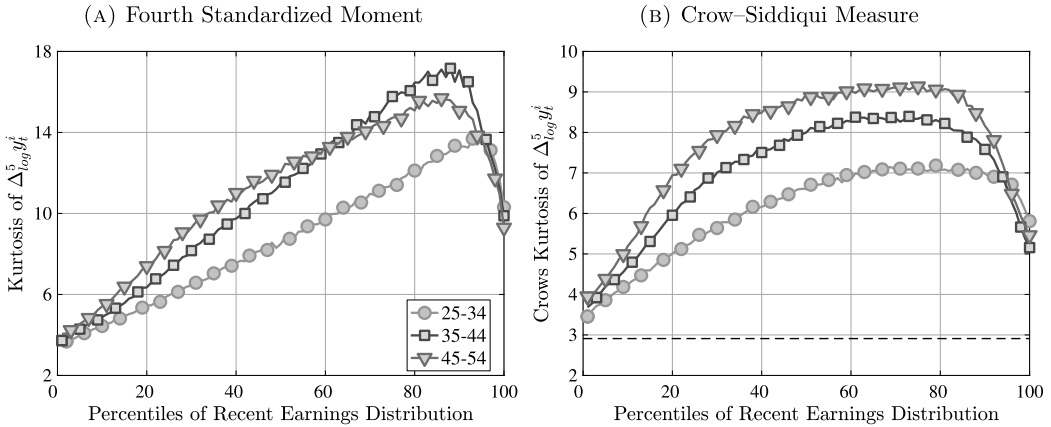 (A) Fourth Standardized Moment
Kurtosis of Δ⁵_log y^i_t
18
14
10
6
2
0 20 40 60 80 100
Percentiles of Recent Earnings Distribution
25-34
35-44
45-54
(B) Crow–Siddiqui Measure
Crows Kurtosis of Δ⁵_log y^i_t
10
9
8
7
6
5
4
3
2
0 20 40 60 80 100
Percentiles of Recent Earnings Distribution